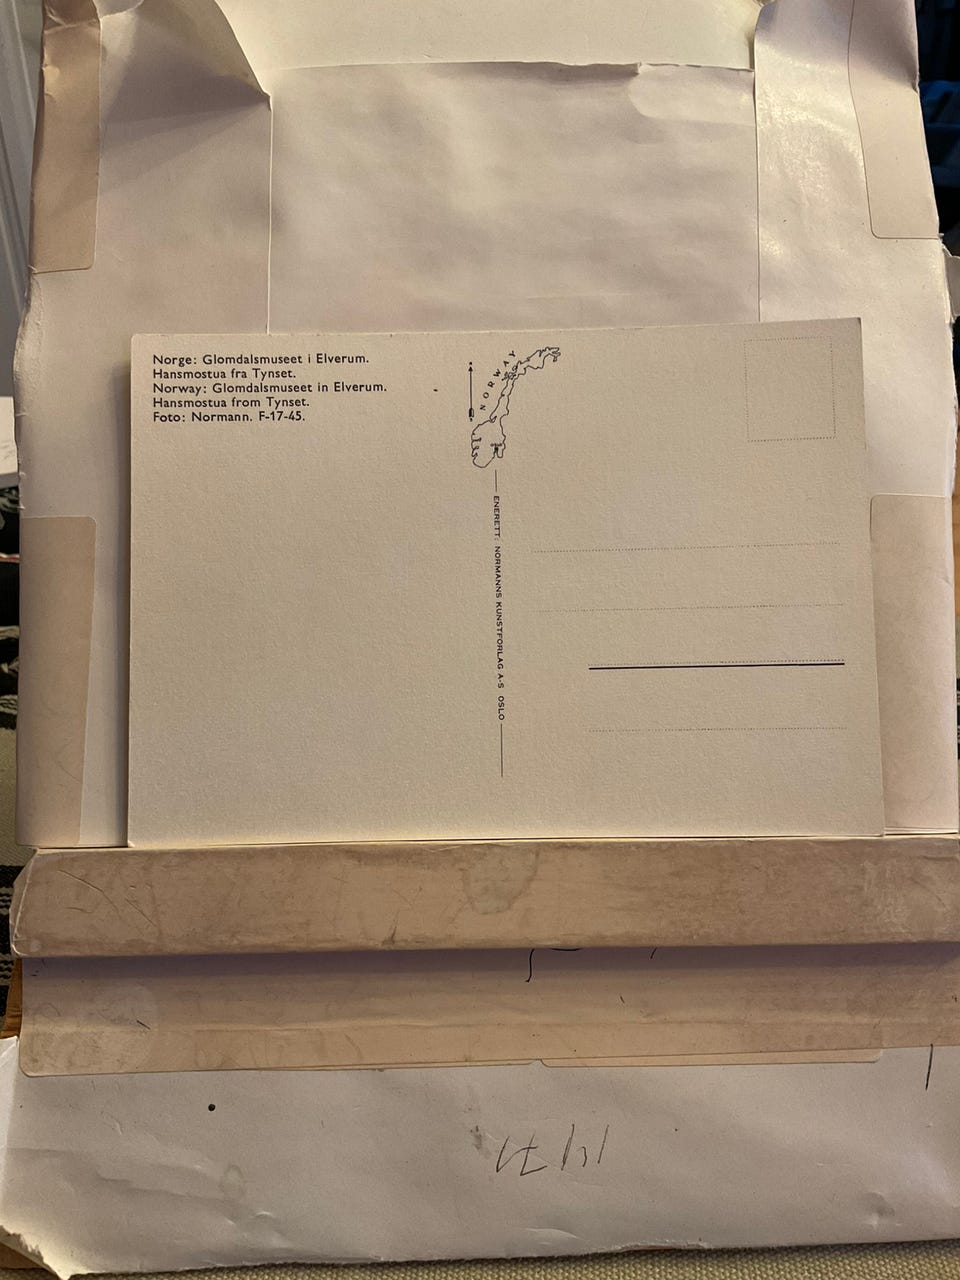 Norge: Glomdalsmuseet i Elverum.
Hansmostua fra Tynset.
Norway: Glomdalsmuseet in Elverum.
Hansmostua from Tynset.
Foto: Normann. F-17-45.
NORWAY
ENERETT: NORMANNS KUNSTFORLAG A-S OSLO